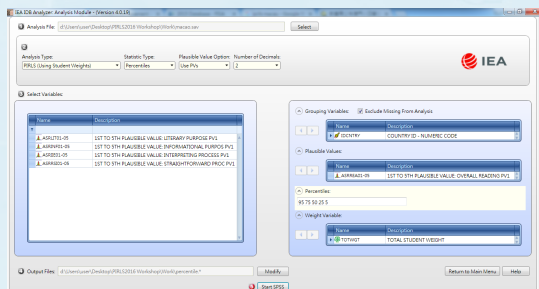 IEA IDB Analyzer: Analysis Module - (Version 4.0.19)
Analysis File: d:\Users\user\Desktop\PIRLS2016 Workshop\Work\merase.sav Select
Analysis Type: Statistic Type: Plausible Value Option: Number of Decimals:
PIRLS (Using Student Weights) Percentiles Use PVs 2
IEA
Select Variables:
Name Description
ASRLIT01-05 1ST TO 5TH PLAUSIBLE VALUE: LITERARY PURPOSE PV1
ASRINF01-05 1ST TO 5TH PLAUSIBLE VALUE: INFORMATIONAL PURPOS PV1
ASRIIE01-05 1ST TO 5TH PLAUSIBLE VALUE: INTERPRETING PROCESS PV1
ASRRSI01-05 1ST TO 5TH PLAUSIBLE VALUE: STRAIGHTFORWARD PROC PV1
Grouping Variables: Exclude Missing From Analysis
Name Description
IDCNTRY COUNTRY ID - NUMERIC CODE
Plausible Values:
Name Description
ASRREA01-05 1ST TO 5TH PLAUSIBLE VALUE: OVERALL READING PV1
Percentiles:
95 75 50 25 5
Weight Variable:
Name Description
TOTWGT TOTAL STUDENT WEIGHT
Output Files: d:\Users\user\Desktop\PIRLS2016 Workshop\Work\percentile.* Modify Return to Main Menu Help
Start SPSS